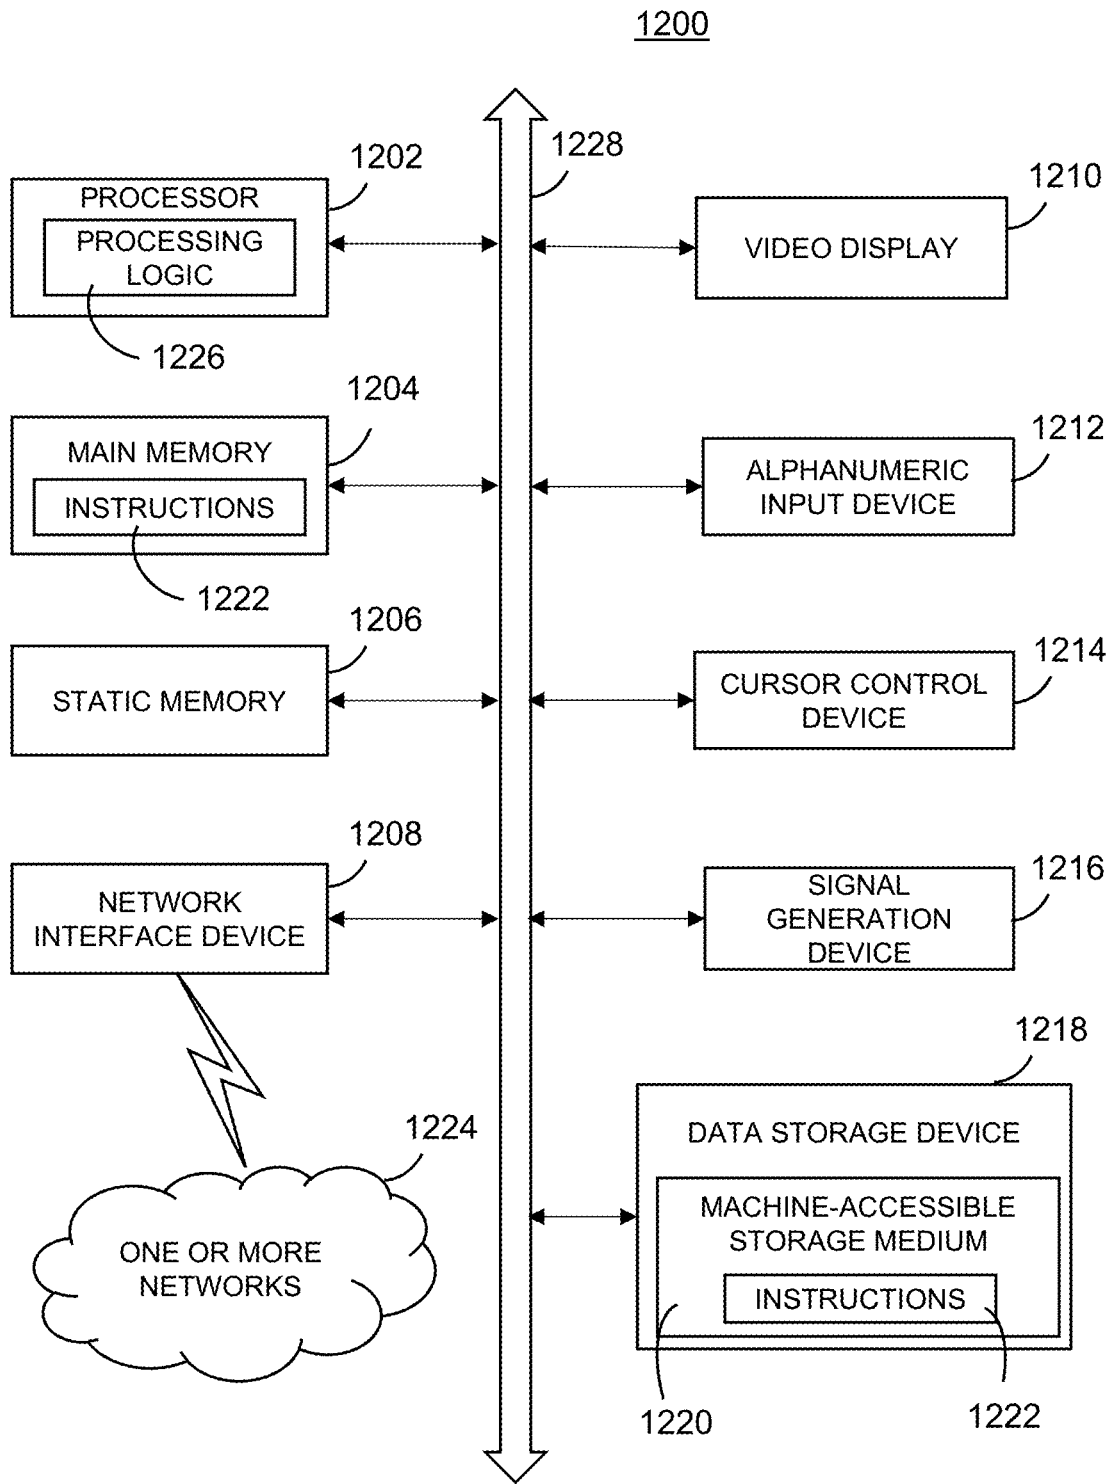 1200
1228
1202
PROCESSOR
PROCESSING
LOGIC
1226
1204
MAIN MEMORY
INSTRUCTIONS
1222
1206
STATIC MEMORY
1208
NETWORK
INTERFACE DEVICE
1224
ONE OR MORE
NETWORKS
1210
VIDEO DISPLAY
1212
ALPHANUMERIC
INPUT DEVICE
1214
CURSOR CONTROL
DEVICE
1216
SIGNAL
GENERATION
DEVICE
1218
DATA STORAGE DEVICE
MACHINE-ACCESSIBLE
STORAGE MEDIUM
INSTRUCTIONS
1220
1222